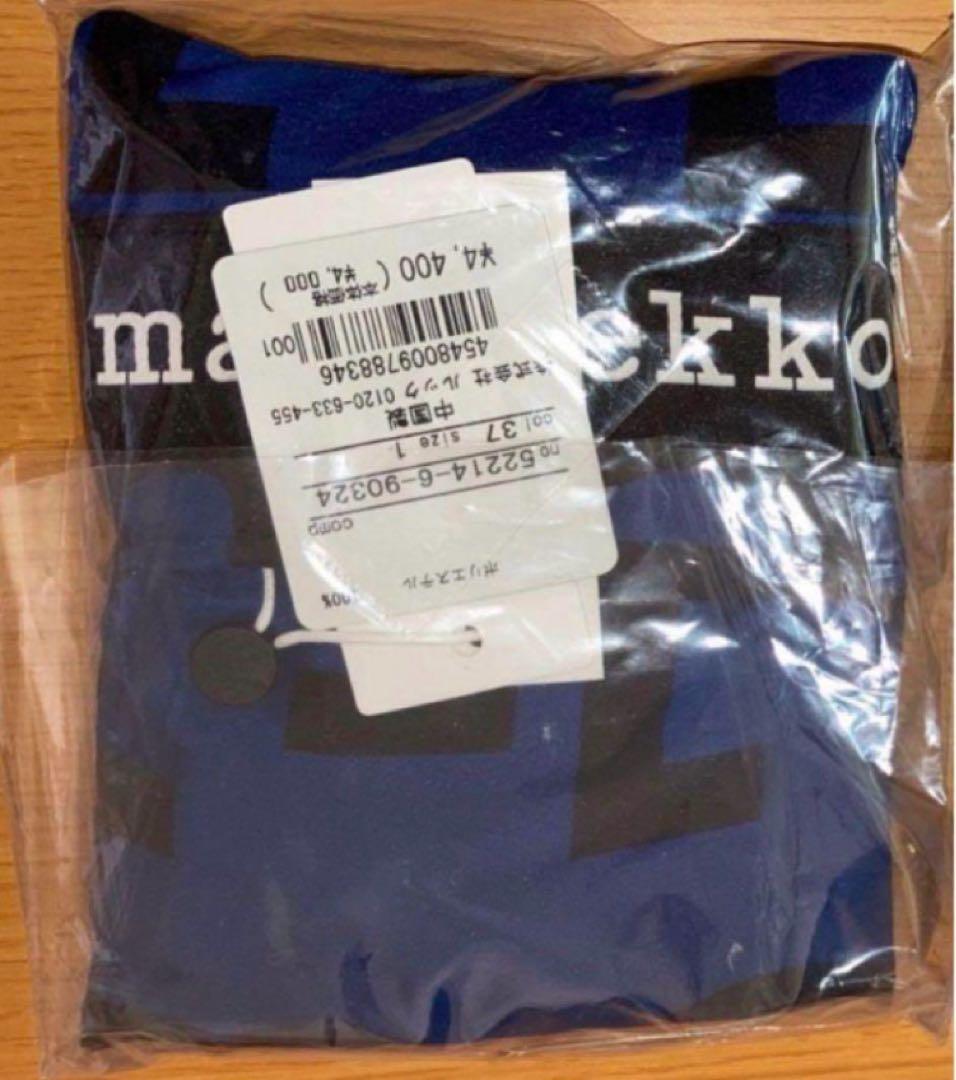 ma ekko
ポリエステル
100%
comp
no 52214-6-90324
col 37 size 1
中国製
株式会社 ルック 0120-633-455
4548009788346
001
¥4,400 (本体価格 ¥4,000)